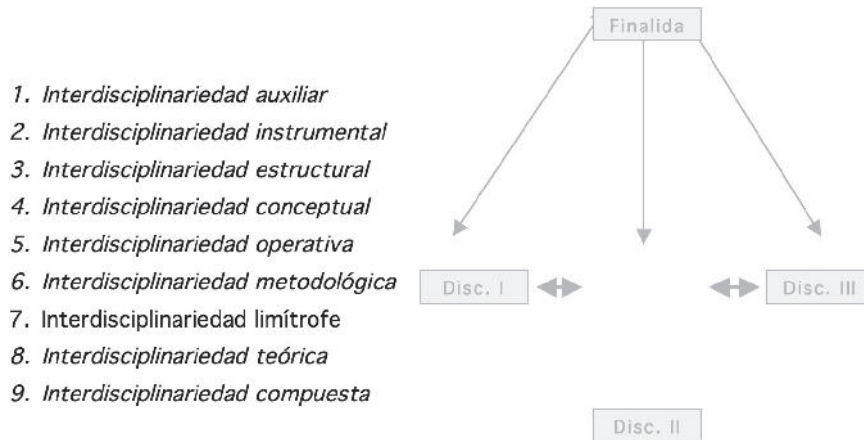 Finalida
1. Interdisciplinariedad auxiliar
2. Interdisciplinariedad instrumental
3. Interdisciplinariedad estructural
4. Interdisciplinariedad conceptual
5. Interdisciplinariedad operativa
6. Interdisciplinariedad metodológica
7. Interdisciplinariedad limítrofe
8. Interdisciplinariedad teórica
9. Interdisciplinariedad compuesta
Disc. I
Disc. III
Disc. II